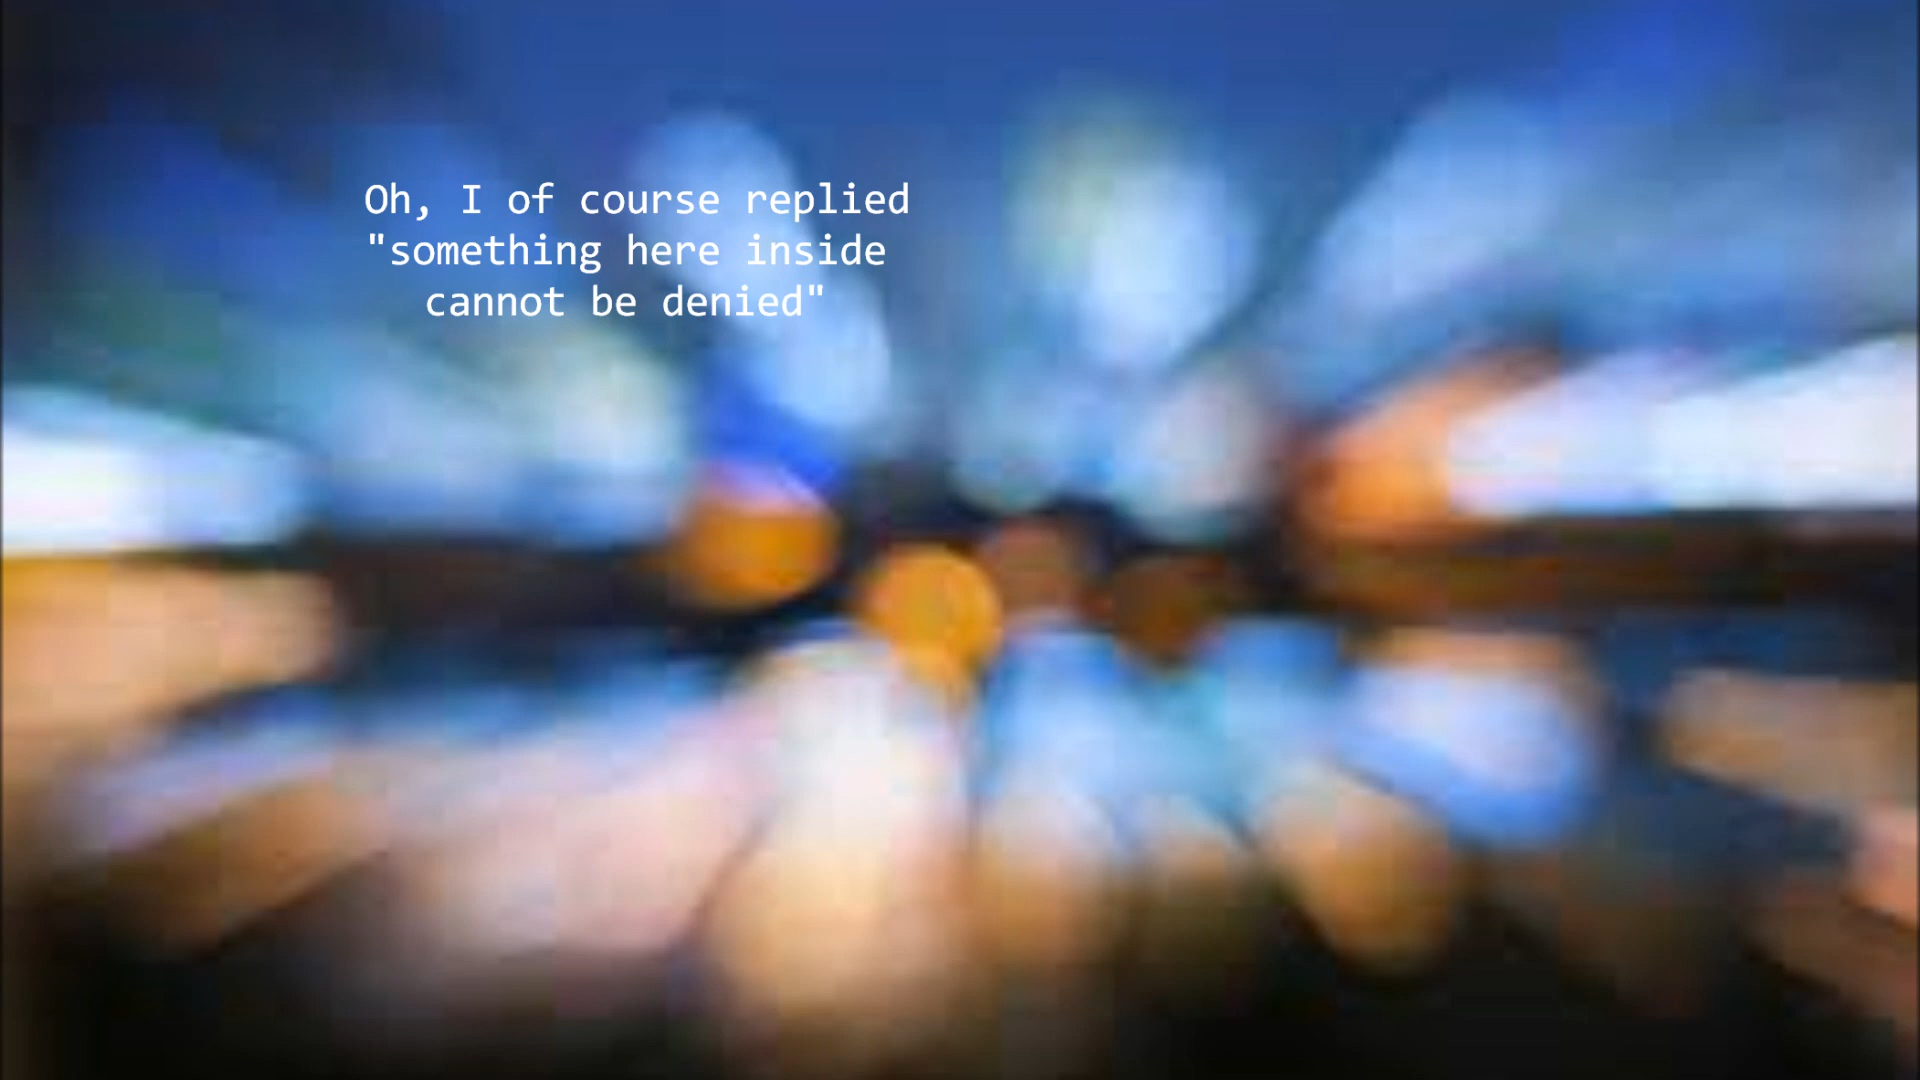 Oh, I of course replied
"something here inside
cannot be denied"